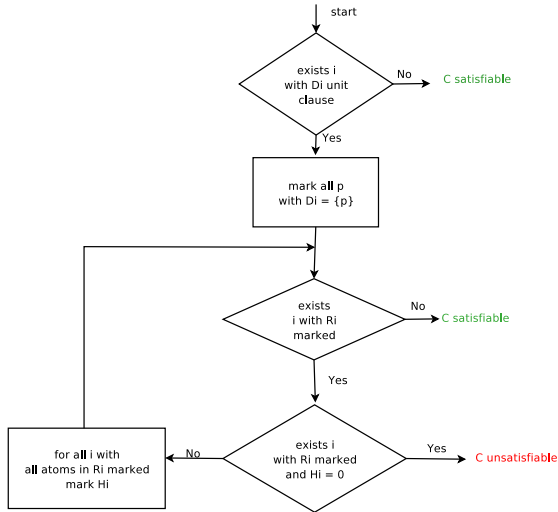 start
exists i
with Di unit
clause
No
C satisfiable
Yes
mark all p
with Di = {p}
exists
i with Ri
marked
No
C satisfiable
Yes
for all i with
all atoms in Ri marked
mark Hi
No
exists i
with Ri marked
and Hi = 0
Yes
C unsatisfiable